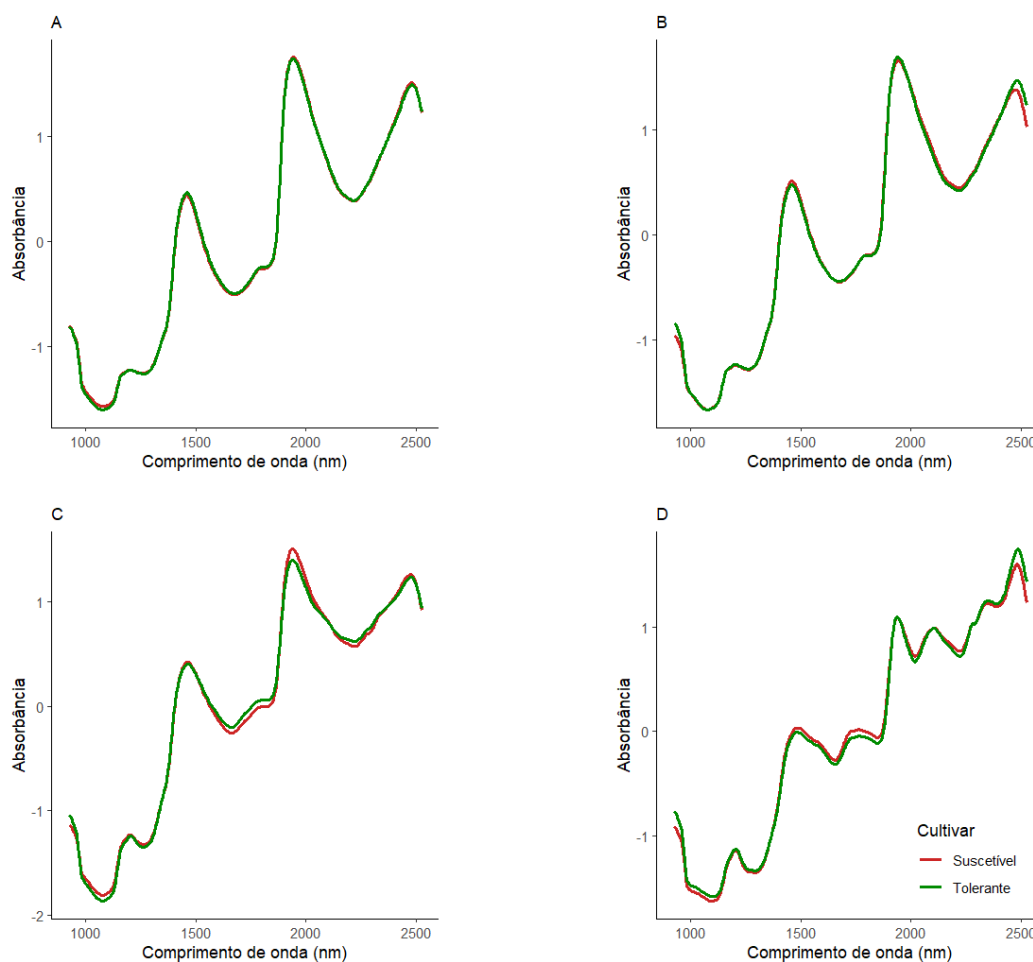 A
Absorbância
1
0
-1
1000 1500 2000 2500
Comprimento de onda (nm)
B
Absorbância
1
0
-1
1000 1500 2000 2500
Comprimento de onda (nm)
C
Absorbância
1
0
-1
-2
1000 1500 2000 2500
Comprimento de onda (nm)
D
Absorbância
1
0
-1
1000 1500 2000 2500
Comprimento de onda (nm)
Cultivar
Suscetível
Tolerante